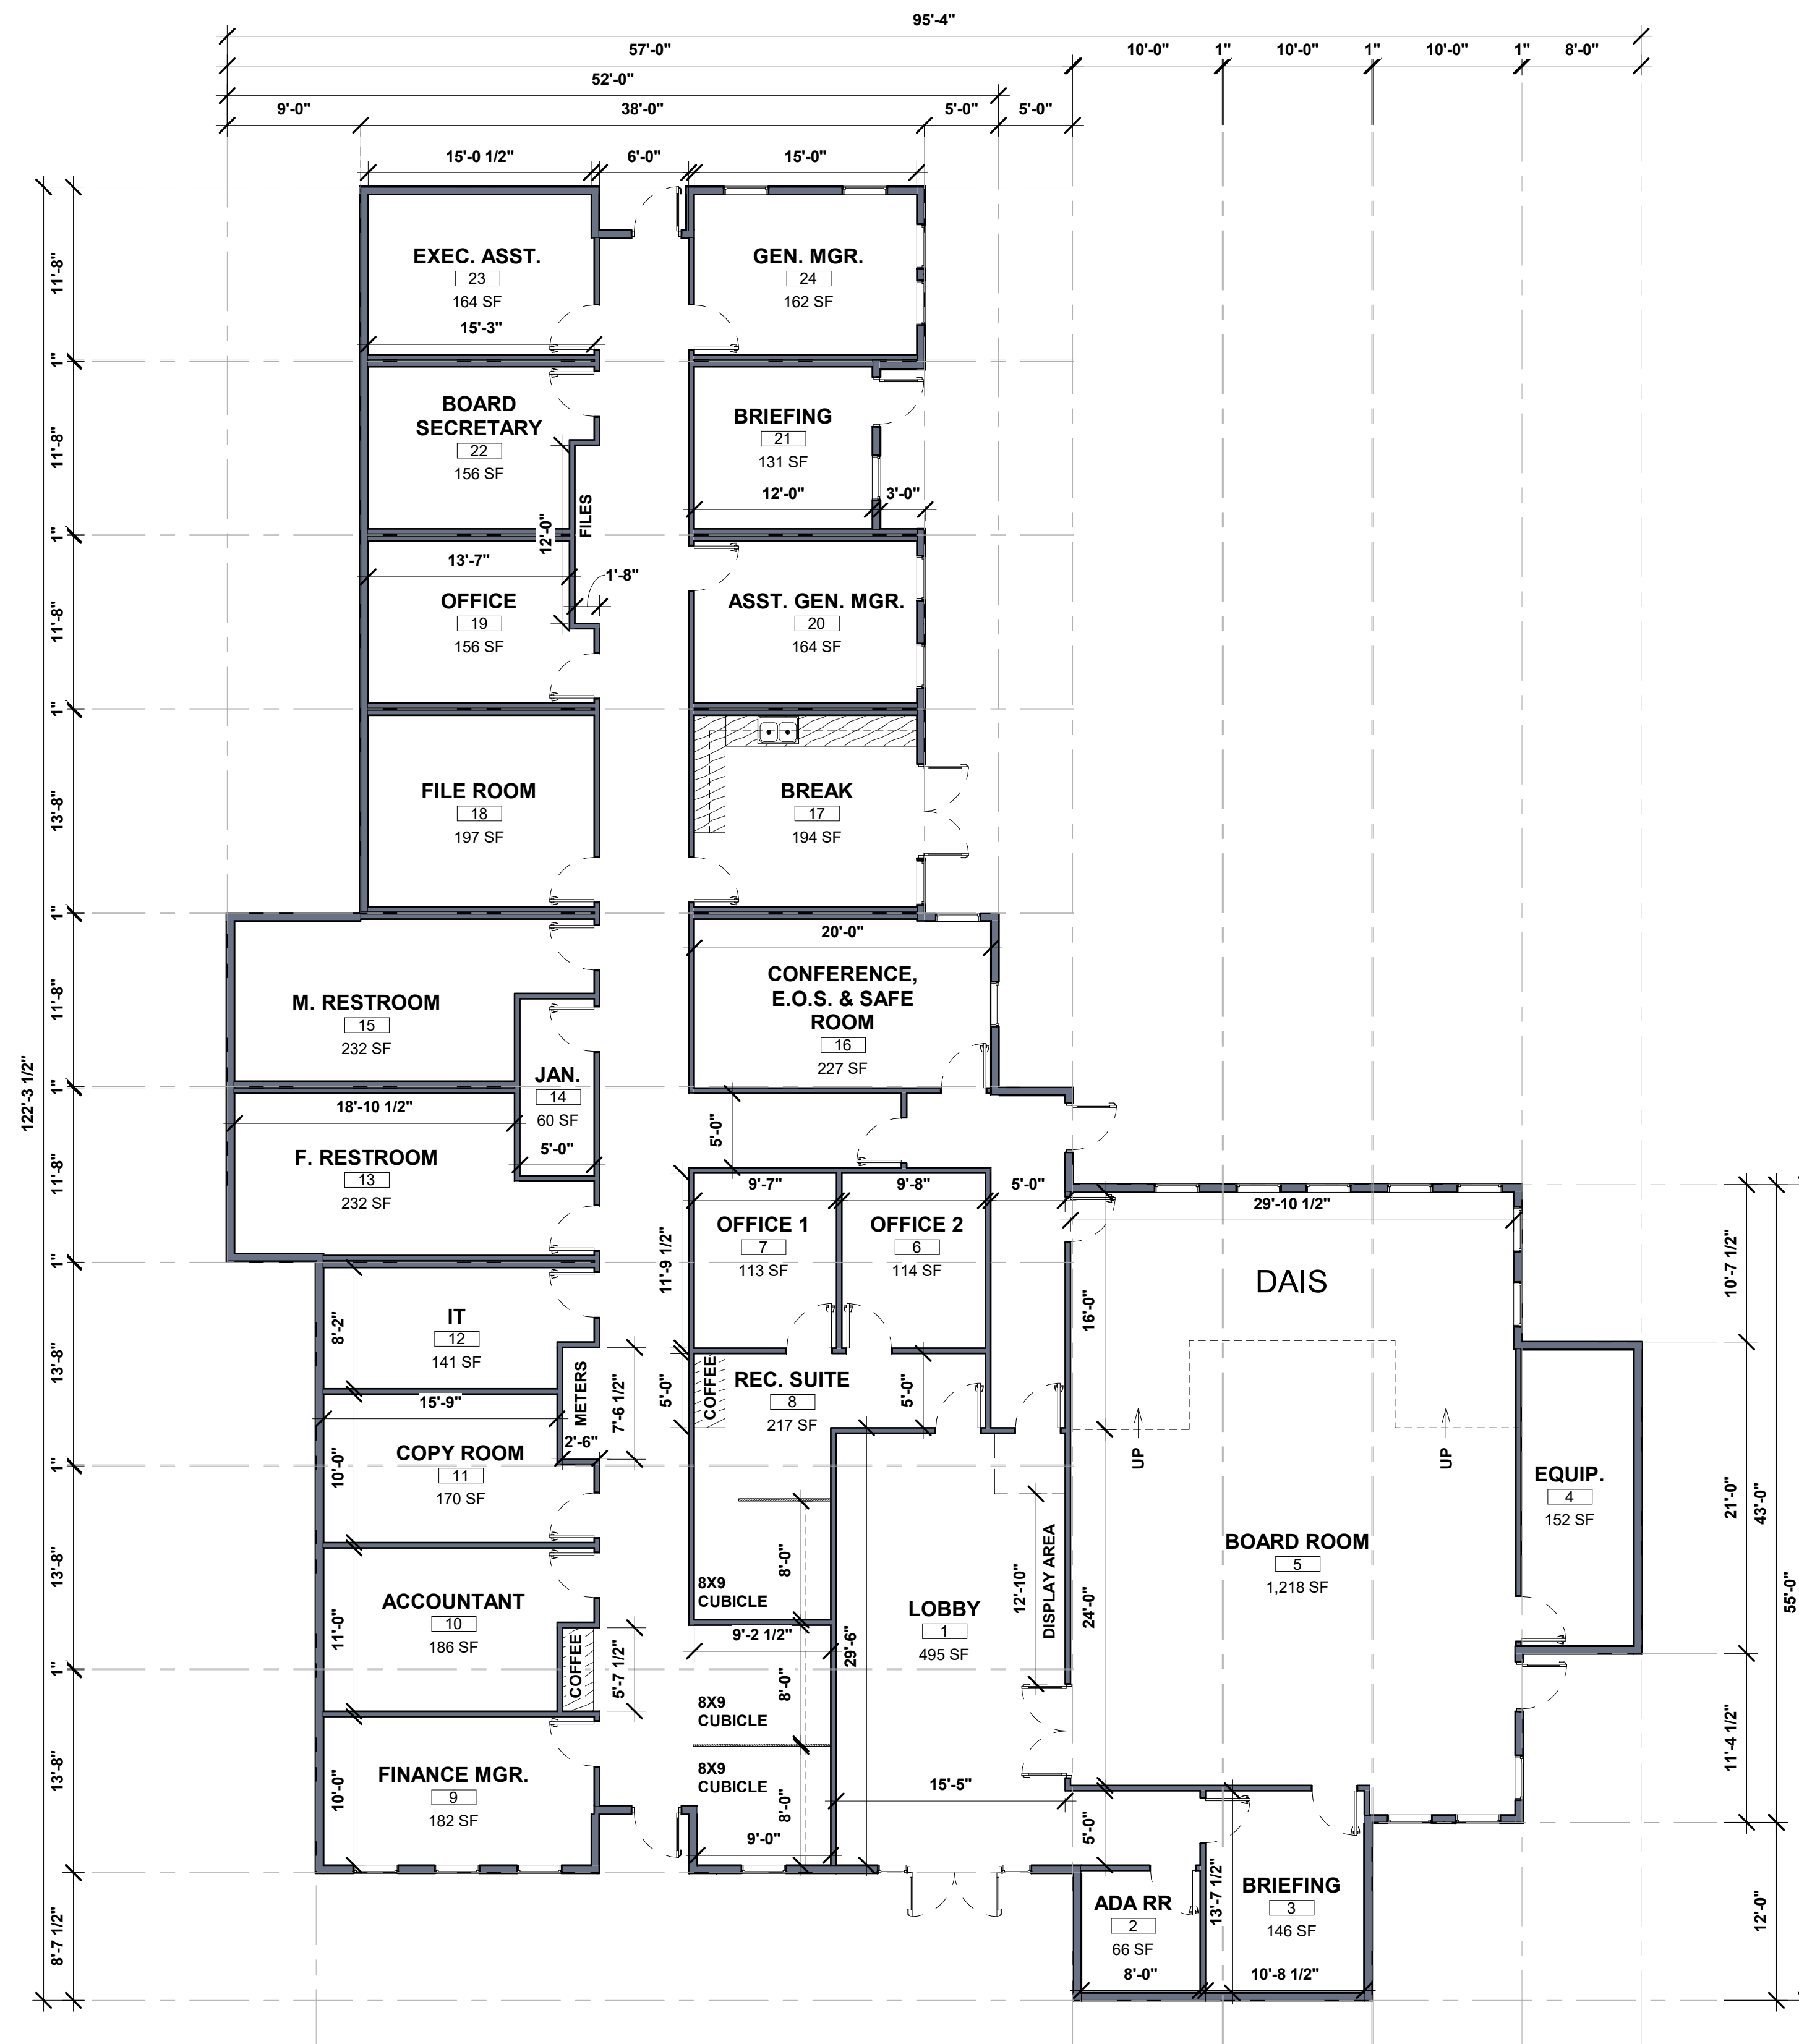 95'-4"
57'-0"
10'-0"
1"
10'-0"
1"
10'-0"
1"
8'-0"
52'-0"
9'-0"
38'-0"
5'-0"
5'-0"
15'-0 1/2"
6'-0"
15'-0"
11'-8"
EXEC. ASST.
23
164 SF
15'-3"
GEN. MGR.
24
162 SF
1"
11'-8"
BOARD
SECRETARY
22
156 SF
FILES
12'-0"
BRIEFING
21
131 SF
12'-0"
3'-0"
1"
11'-8"
13'-7"
1'-8"
OFFICE
19
156 SF
ASST. GEN. MGR.
20
164 SF
1"
13'-8"
FILE ROOM
18
197 SF
BREAK
17
194 SF
1"
11'-8"
M. RESTROOM
15
232 SF
20'-0"
CONFERENCE,
E.O.S. & SAFE
ROOM
16
227 SF
122'-3 1/2"
1"
JAN.
14
60 SF
5'-0"
18'-10 1/2"
F. RESTROOM
13
232 SF
11'-8"
5'-0"
9'-7"
9'-8"
5'-0"
29'-10 1/2"
11'-9 1/2"
OFFICE 1
7
113 SF
OFFICE 2
6
114 SF
DAIS
16'-0"
10'-7 1/2"
1"
13'-8"
8'-2"
IT
12
141 SF
METERS
7'-6 1/2"
5'-0"
COFFEE
REC. SUITE
8
217 SF
5'-0"
15'-9"
2'-6"
10'-0"
COPY ROOM
11
170 SF
1"
UP
UP
EQUIP.
4
152 SF
21'-0"
43'-0"
13'-8"
11'-0"
ACCOUNTANT
10
186 SF
COFFEE
5'-7 1/2"
8'-0"
8X9
CUBICLE
9'-2 1/2"
29'-6"
LOBBY
1
495 SF
12'-10"
DISPLAY AREA
24'-0"
BOARD ROOM
5
1,218 SF
55'-0"
1"
8'-0"
8X9
CUBICLE
11'-4 1/2"
13'-8"
10'-0"
FINANCE MGR.
9
182 SF
8X9
CUBICLE
8'-0"
9'-0"
15'-5"
5'-0"
8'-7 1/2"
ADA RR
2
66 SF
8'-0"
13'-7 1/2"
BRIEFING
3
146 SF
10'-8 1/2"
12'-0"